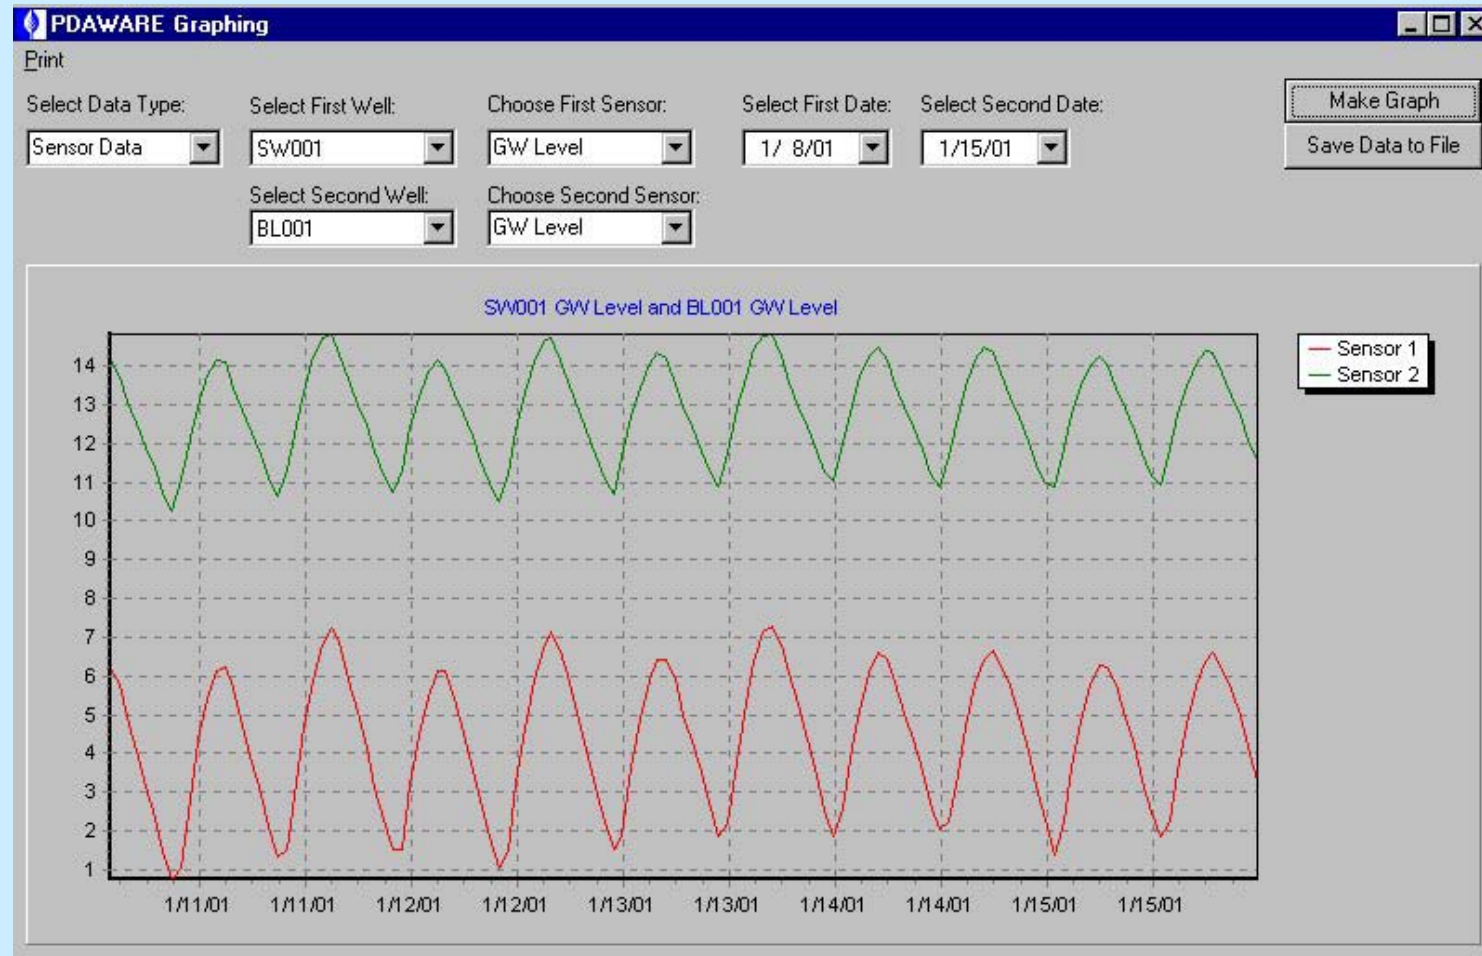 PDAWARE Graphing
Print
Select Data Type:
Select First Well:
Choose First Sensor:
Select First Date:
Select Second Date:
Make Graph
Sensor Data
SW001
GW Level
1/ 8/01
1/15/01
Save Data to File
Select Second Well:
Choose Second Sensor:
BL001
GW Level
SW001 GW Level and BL001 GW Level
Sensor 1
Sensor 2
14
13
12
11
10
9
8
7
6
5
4
3
2
1
1/11/01 1/11/01 1/12/01 1/12/01 1/13/01 1/13/01 1/14/01 1/14/01 1/15/01 1/15/01